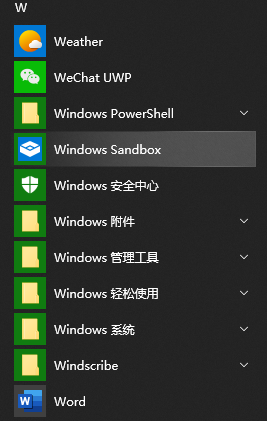 W
Weather
WeChat UWP
Windows PowerShell
Windows Sandbox
Windows 安全中心
Windows 附件
Windows 管理工具
Windows 轻松使用
Windows 系统
Windscribe
Word